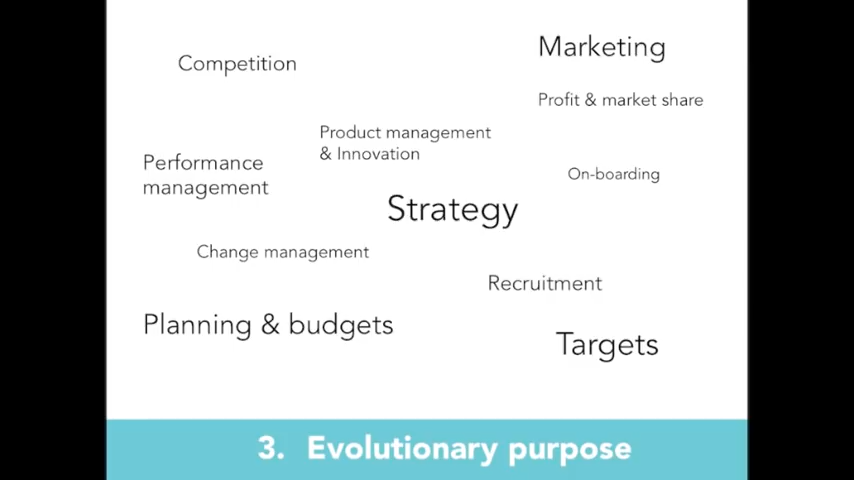 Marketing
Competition
Profit & market share
Product management
& Innovation
Performance
management
On-boarding
Strategy
Change management
Recruitment
Planning & budgets
Targets
3. Evolutionary purpose